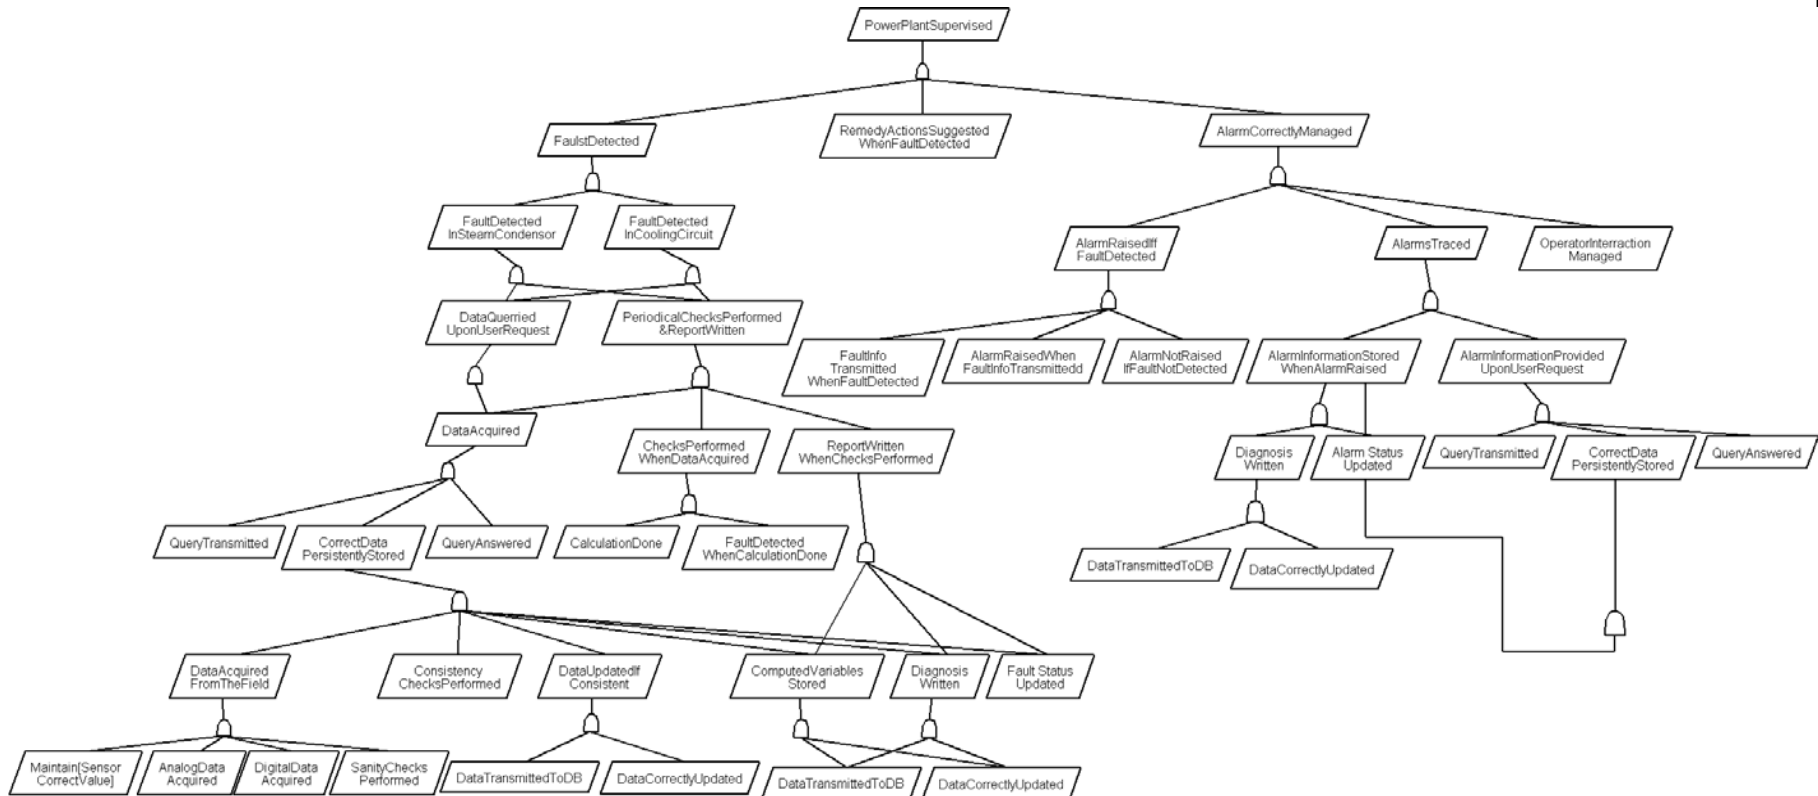 PowerPlantSupervised
FaulstDetected
RemedyActionsSuggested
WhenFaultDetected
AlarmCorrectlyManaged
FaultDetected
InSteamCondensor
FaultDetected
InCoolingCircuit
AlarmRaisedIff
FaultDetected
AlarmsTraced
OperatorInterraction
Managed
DataQuerried
UponUserRequest
PeriodicalChecksPerformed
&ReportWritten
FaultInfo
Transmitted
WhenFaultDetected
AlarmRaisedWhen
FaultInfoTransmittedd
AlarmNotRaised
IfFaultNotDetected
AlarmInformationStored
WhenAlarmRaised
AlarmInformationProvided
UponUserRequest
DataAcquired
ChecksPerformed
WhenDataAcquired
ReportWritten
WhenChecksPerformed
Diagnosis
Written
Alarm Status
Updated
QueryTransmitted
CorrectData
PersistentlyStored
QueryAnswered
QueryTransmitted
CorrectData
PersistentlyStored
QueryAnswered
CalculationDone
FaultDetected
WhenCalculationDone
DataTransmittedToDB
DataCorrectlyUpdated
DataAcquired
FromTheField
Consistency
ChecksPerformed
DataUpdatedIf
Consistent
ComputedVariables
Stored
Diagnosis
Written
Fault Status
Updated
Maintain[Sensor
CorrectValue]
AnalogData
Acquired
DigitalData
Acquired
SanityChecks
Performed
DataTransmittedToDB
DataCorrectlyUpdated
DataTransmittedToDB
DataCorrectlyUpdated